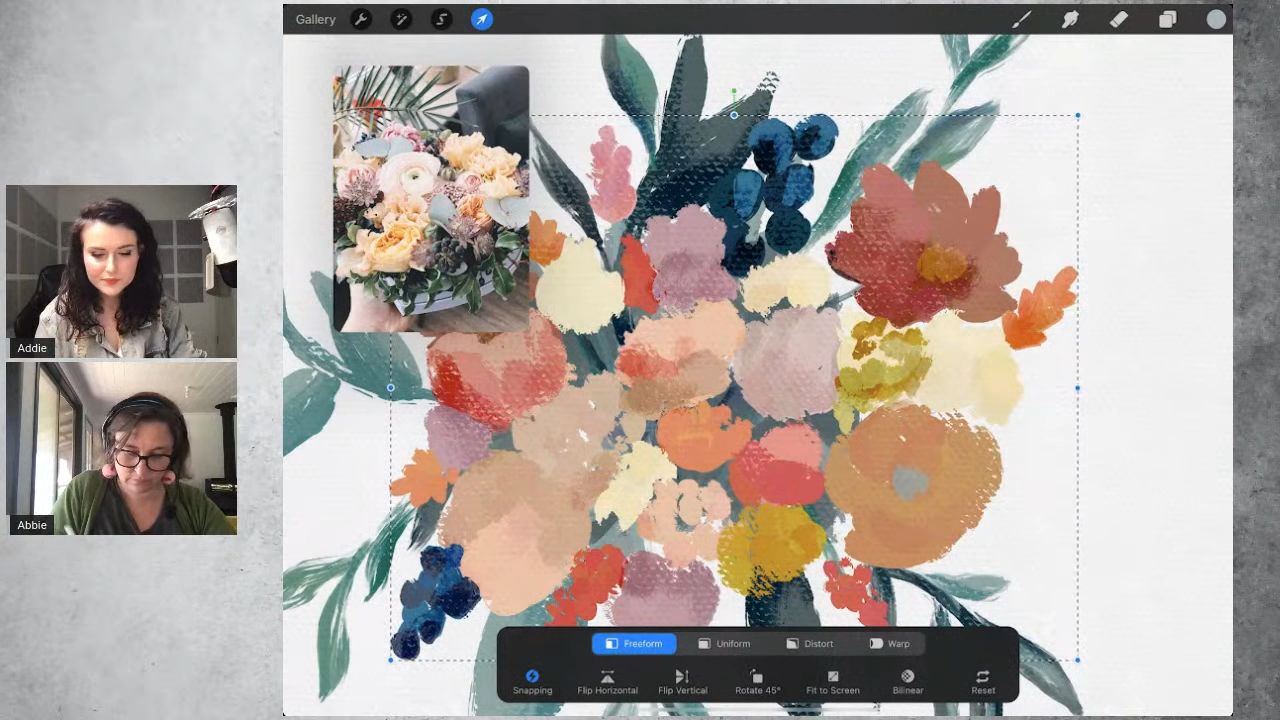 Gallery
Addie
Abbie
Freeform Uniform Distort Warp
Snapping Flip Horizontal Flip Vertical Rotate 45° Fit to Screen Bilinear Reset